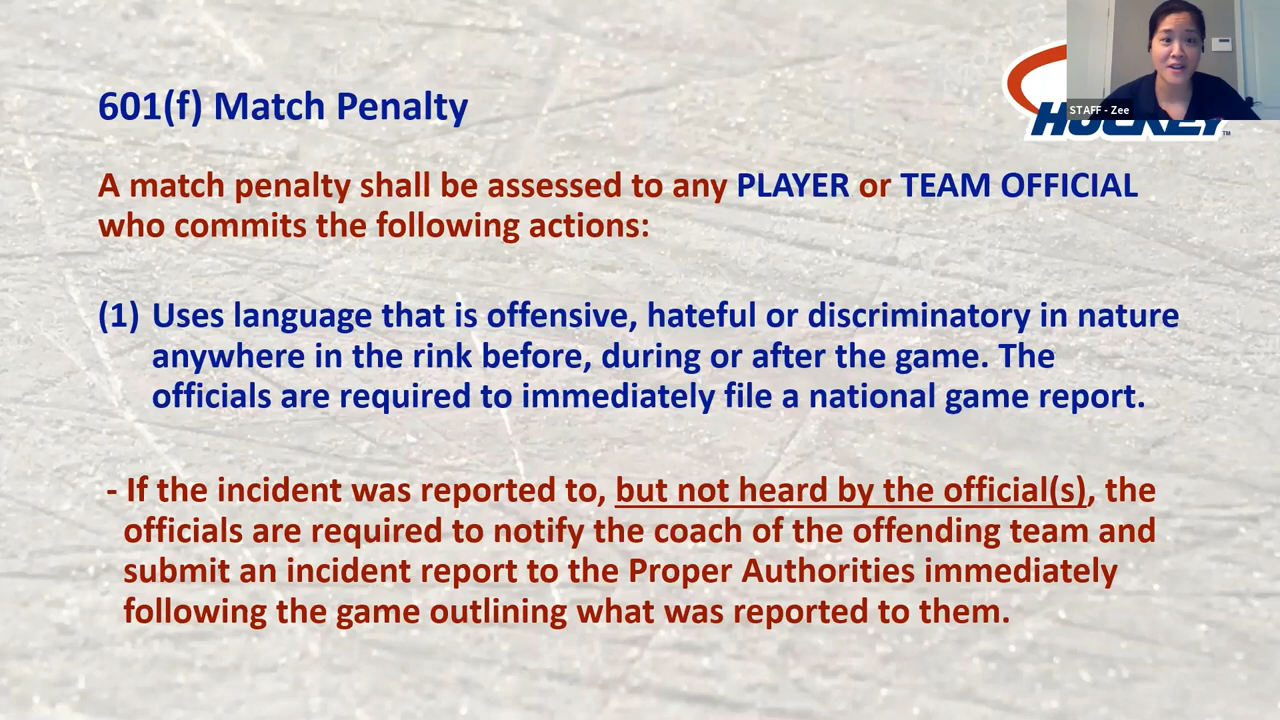 601(f) Match Penalty
HOCKEY
TM
STAFF - Zee
A match penalty shall be assessed to any PLAYER or TEAM OFFICIAL
who commits the following actions:
(1) Uses language that is offensive, hateful or discriminatory in nature
anywhere in the rink before, during or after the game. The
officials are required to immediately file a national game report.
- If the incident was reported to, but not heard by the official(s), the
officials are required to notify the coach of the offending team and
submit an incident report to the Proper Authorities immediately
following the game outlining what was reported to them.